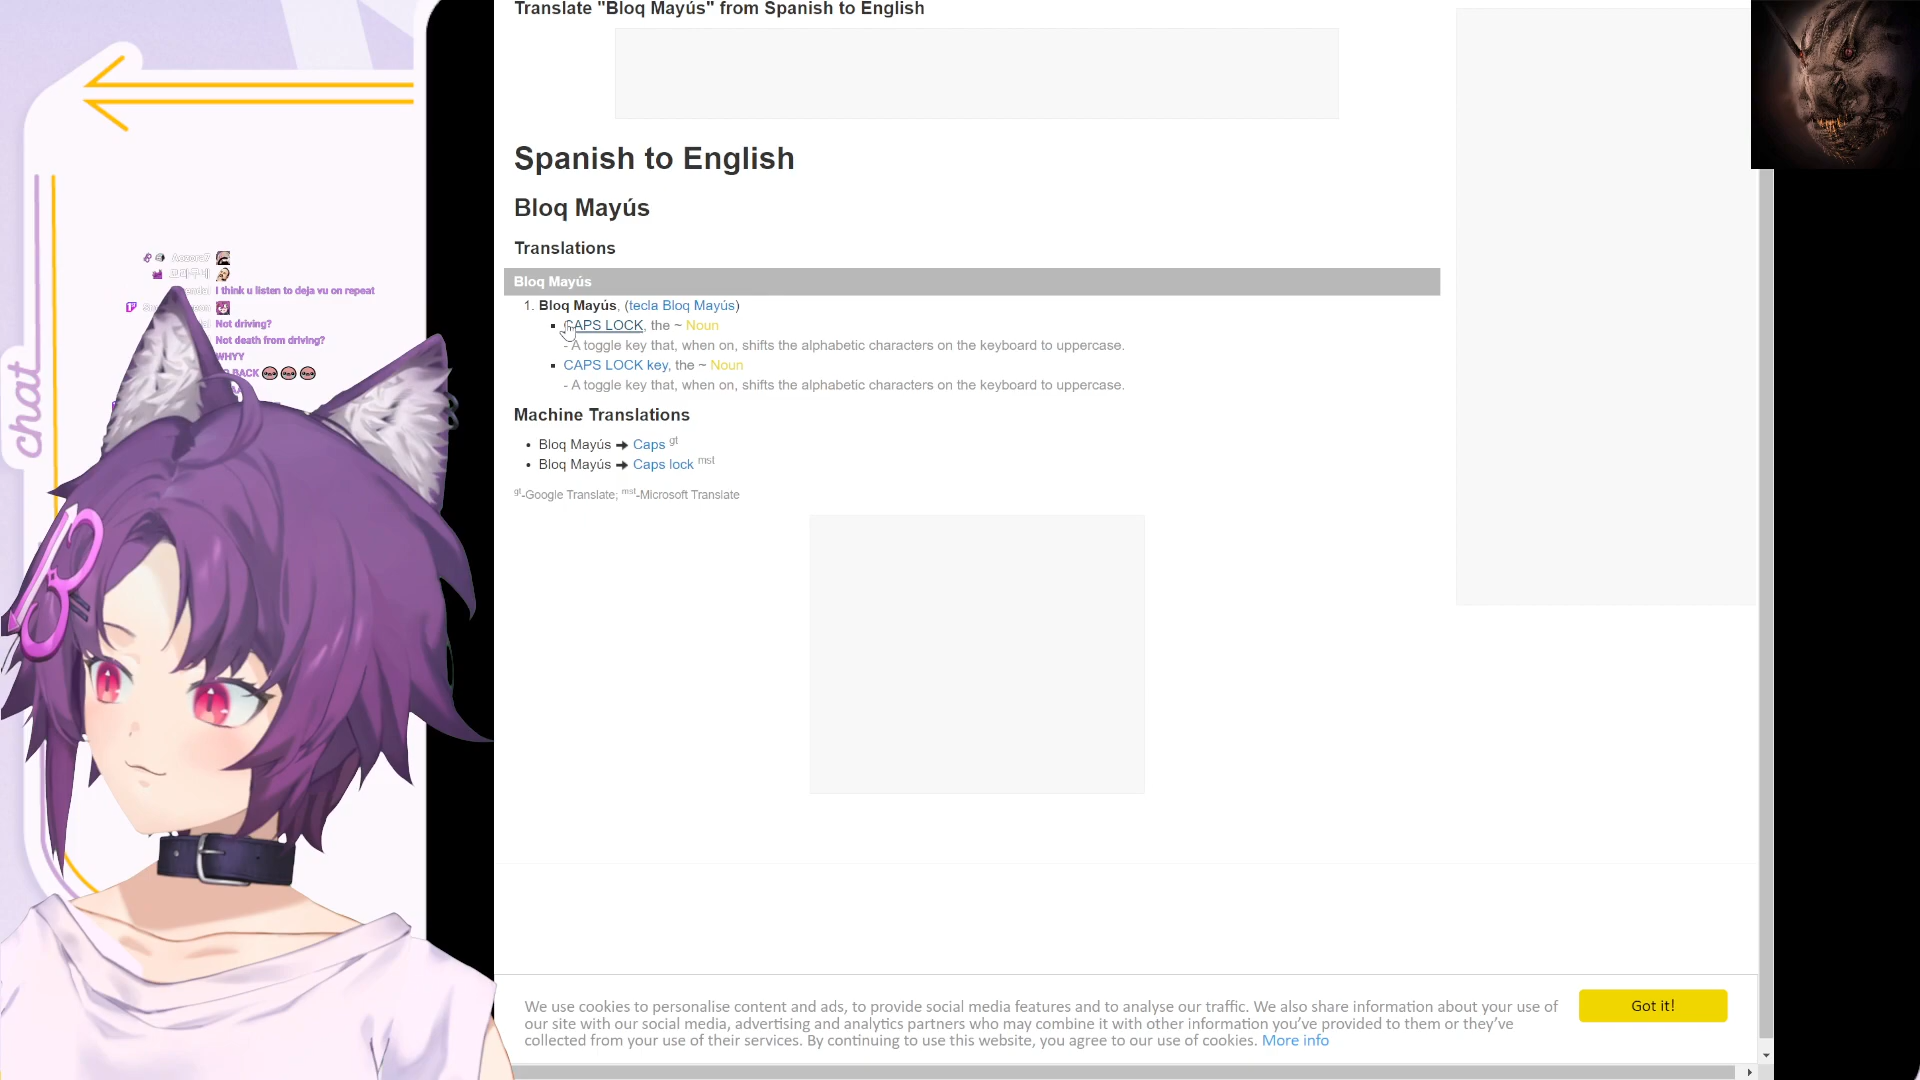 Translate "Bloq Mayús" from Spanish to English
Spanish to English
Bloq Mayús
Translations
Bloq Mayús
1. Bloq Mayús, (tecla Bloq Mayús)
CAPS LOCK, the ~ Noun
- A toggle key that, when on, shifts the alphabetic characters on the keyboard to uppercase.
CAPS LOCK key, the ~ Noun
- A toggle key that, when on, shifts the alphabetic characters on the keyboard to uppercase.
Machine Translations
Bloq Mayús ➡ Caps gt
Bloq Mayús ➡ Caps lock mst
gt-Google Translate; mst-Microsoft Translate
We use cookies to personalise content and ads, to provide social media features and to analyse our traffic. We also share information about your use of
our site with our social media, advertising and analytics partners who may combine it with other information you've provided to them or they've
collected from your use of their services. By continuing to use this website, you agree to our use of cookies. More info
Got it!
chat
Aozora7
I think u listen to deja vu on repeat
Not driving?
Not death from driving?
WHYY
BACK